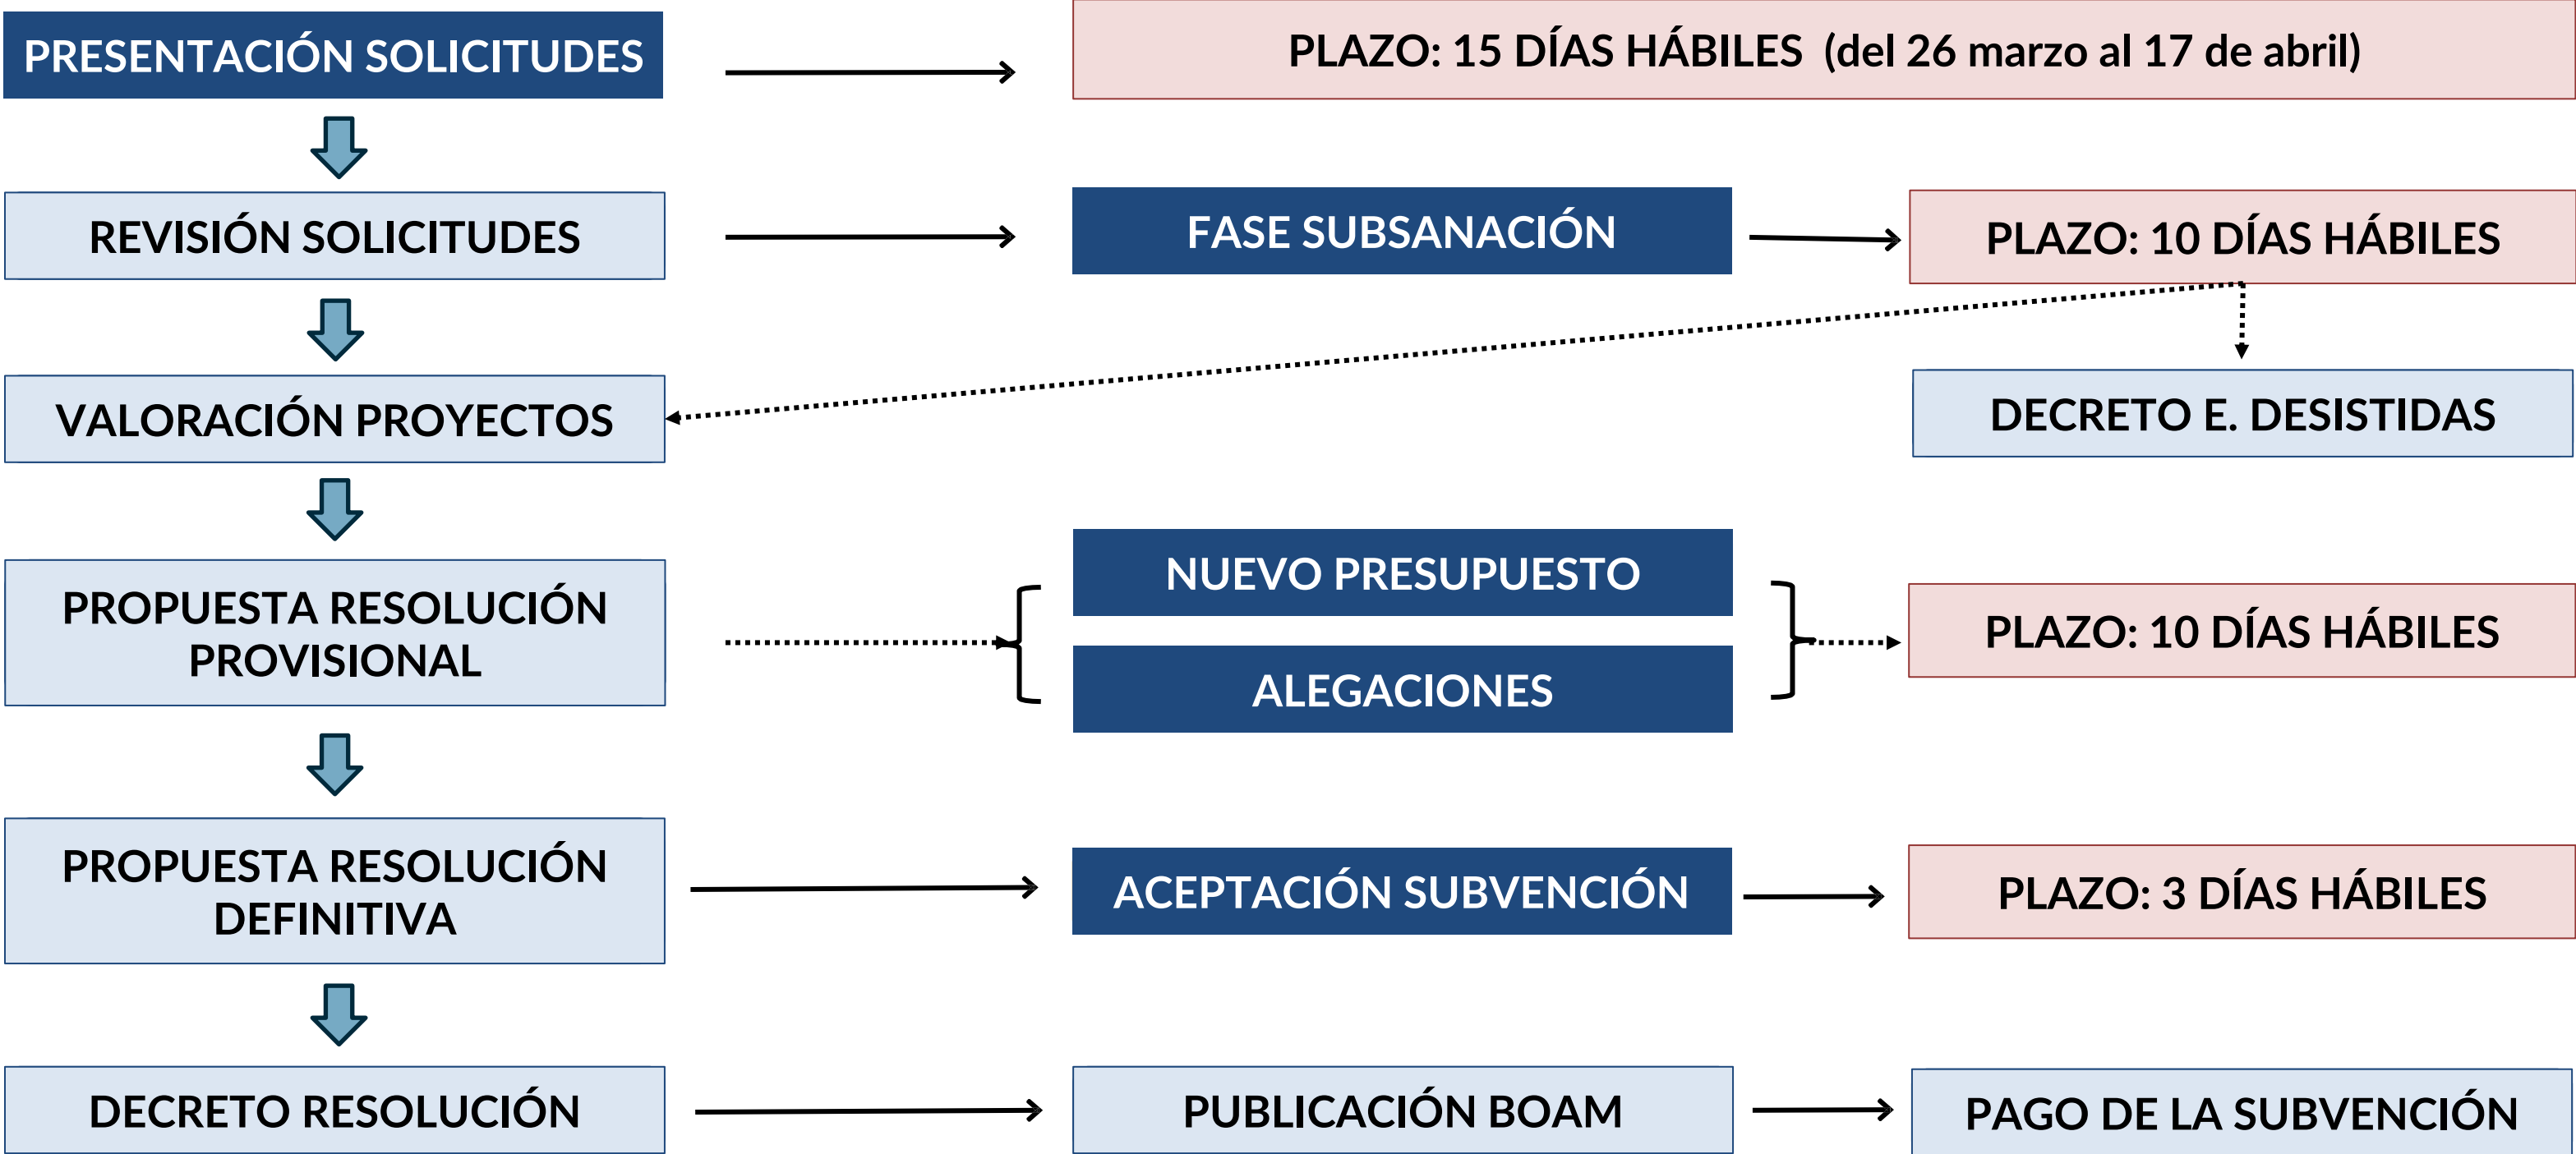 PRESENTACIÓN SOLICITUDES
PLAZO: 15 DÍAS HÁBILES (del 26 marzo al 17 de abril)
REVISIÓN SOLICITUDES
FASE SUBSANACIÓN
PLAZO: 10 DÍAS HÁBILES
VALORACIÓN PROYECTOS
DECRETO E. DESISTIDAS
PROPUESTA RESOLUCIÓN
PROVISIONAL
NUEVO PRESUPUESTO
ALEGACIONES
PLAZO: 10 DÍAS HÁBILES
PROPUESTA RESOLUCIÓN
DEFINITIVA
ACEPTACIÓN SUBVENCIÓN
PLAZO: 3 DÍAS HÁBILES
DECRETO RESOLUCIÓN
PUBLICACIÓN BOAM
PAGO DE LA SUBVENCIÓN